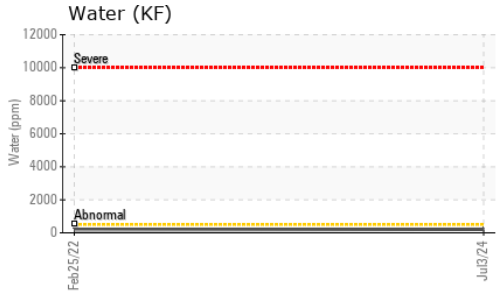 Water (KF)
12000
Severe
10000
8000
Water (ppm)
6000
4000
2000
Abnormal
0
Feb25/22
Jul3/24